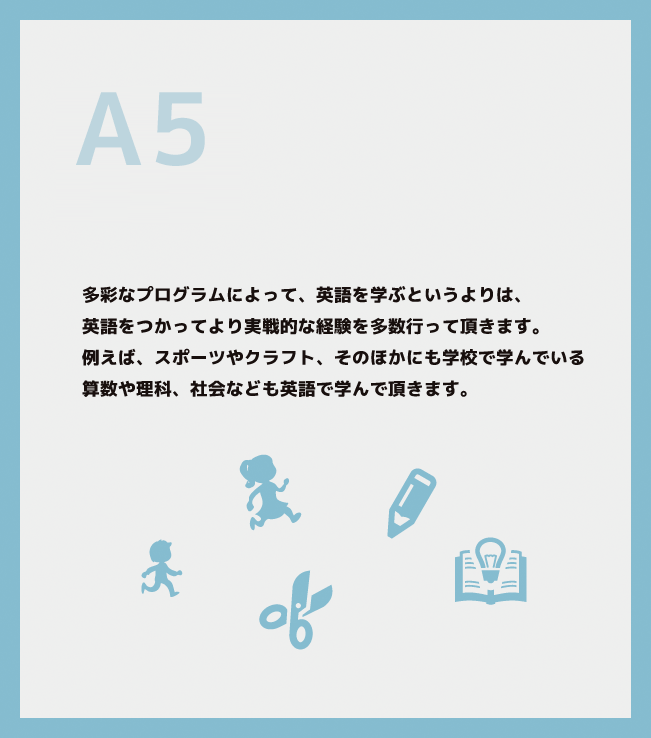 A5
多彩なプログラムによって、英語を学ぶというよりは、
英語をつかってより実戦的な経験を多数行って頂きます。
例えば、スポーツやクラフト、そのほかにも学校で学んでいる
算数や理科、社会なども英語で学んで頂きます。